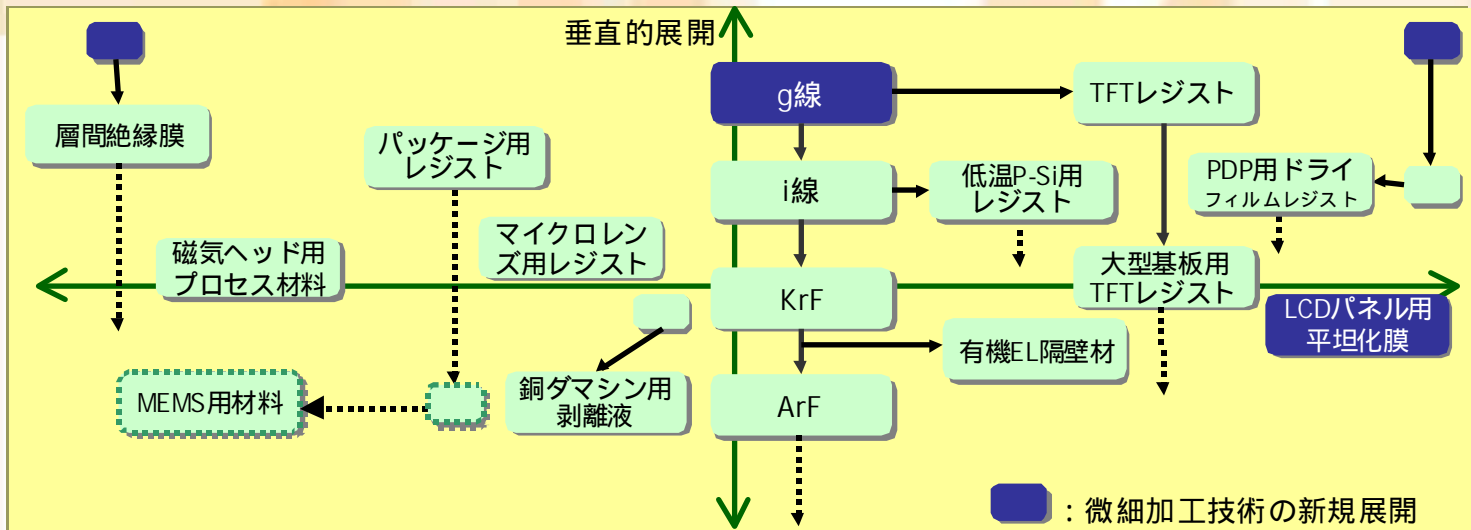 垂直的展開
g線
TFTレジスト
層間絶縁膜
パッケージ用
レジスト
i線
低温P-Si用
レジスト
PDP用ドライ
フィルムレジスト
磁気ヘッド用
プロセス材料
マイクロレン
ズ用レジスト
KrF
大型基板用
TFTレジスト
LCDパネル用
平坦化膜
有機EL隔壁材
MEMS用材料
銅ダマシン用
剥離液
ArF
：微細加工技術の新規展開